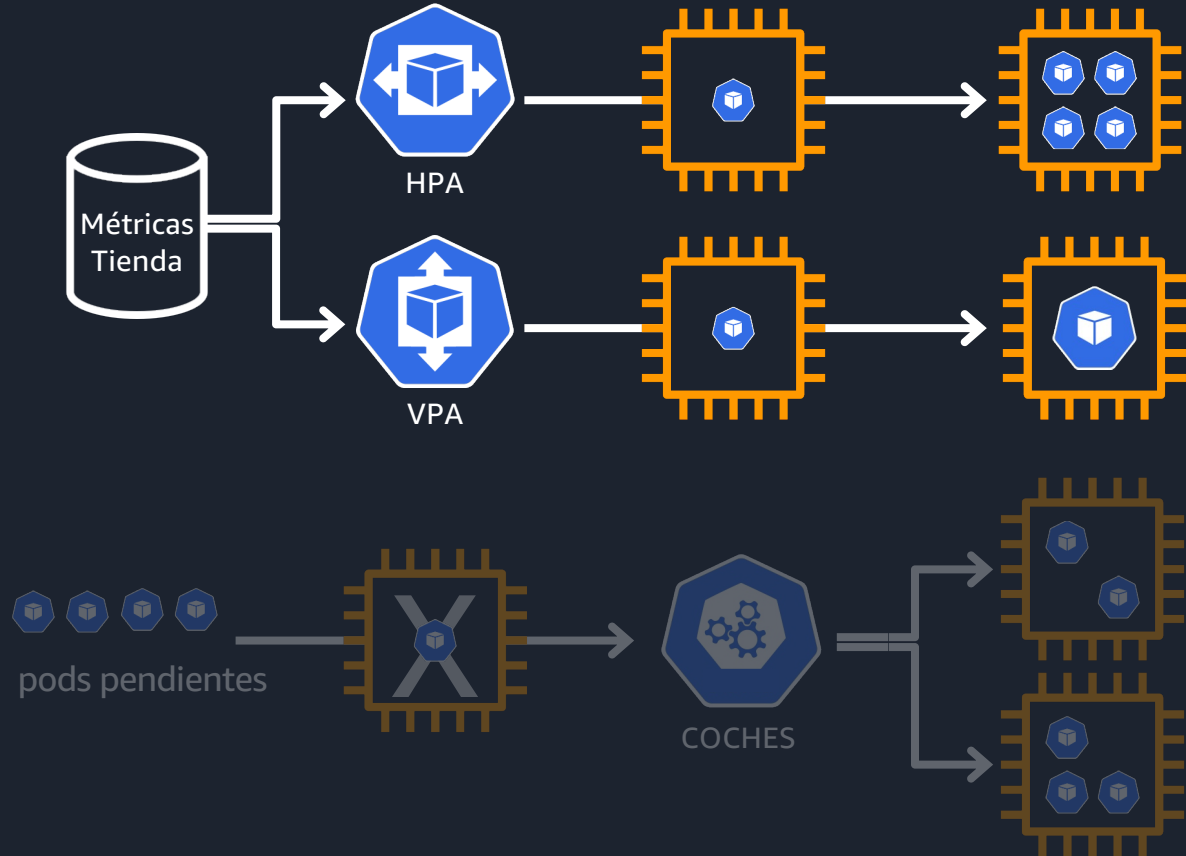 HPA
Métricas
Tienda
VPA
pods pendientes
COCHES